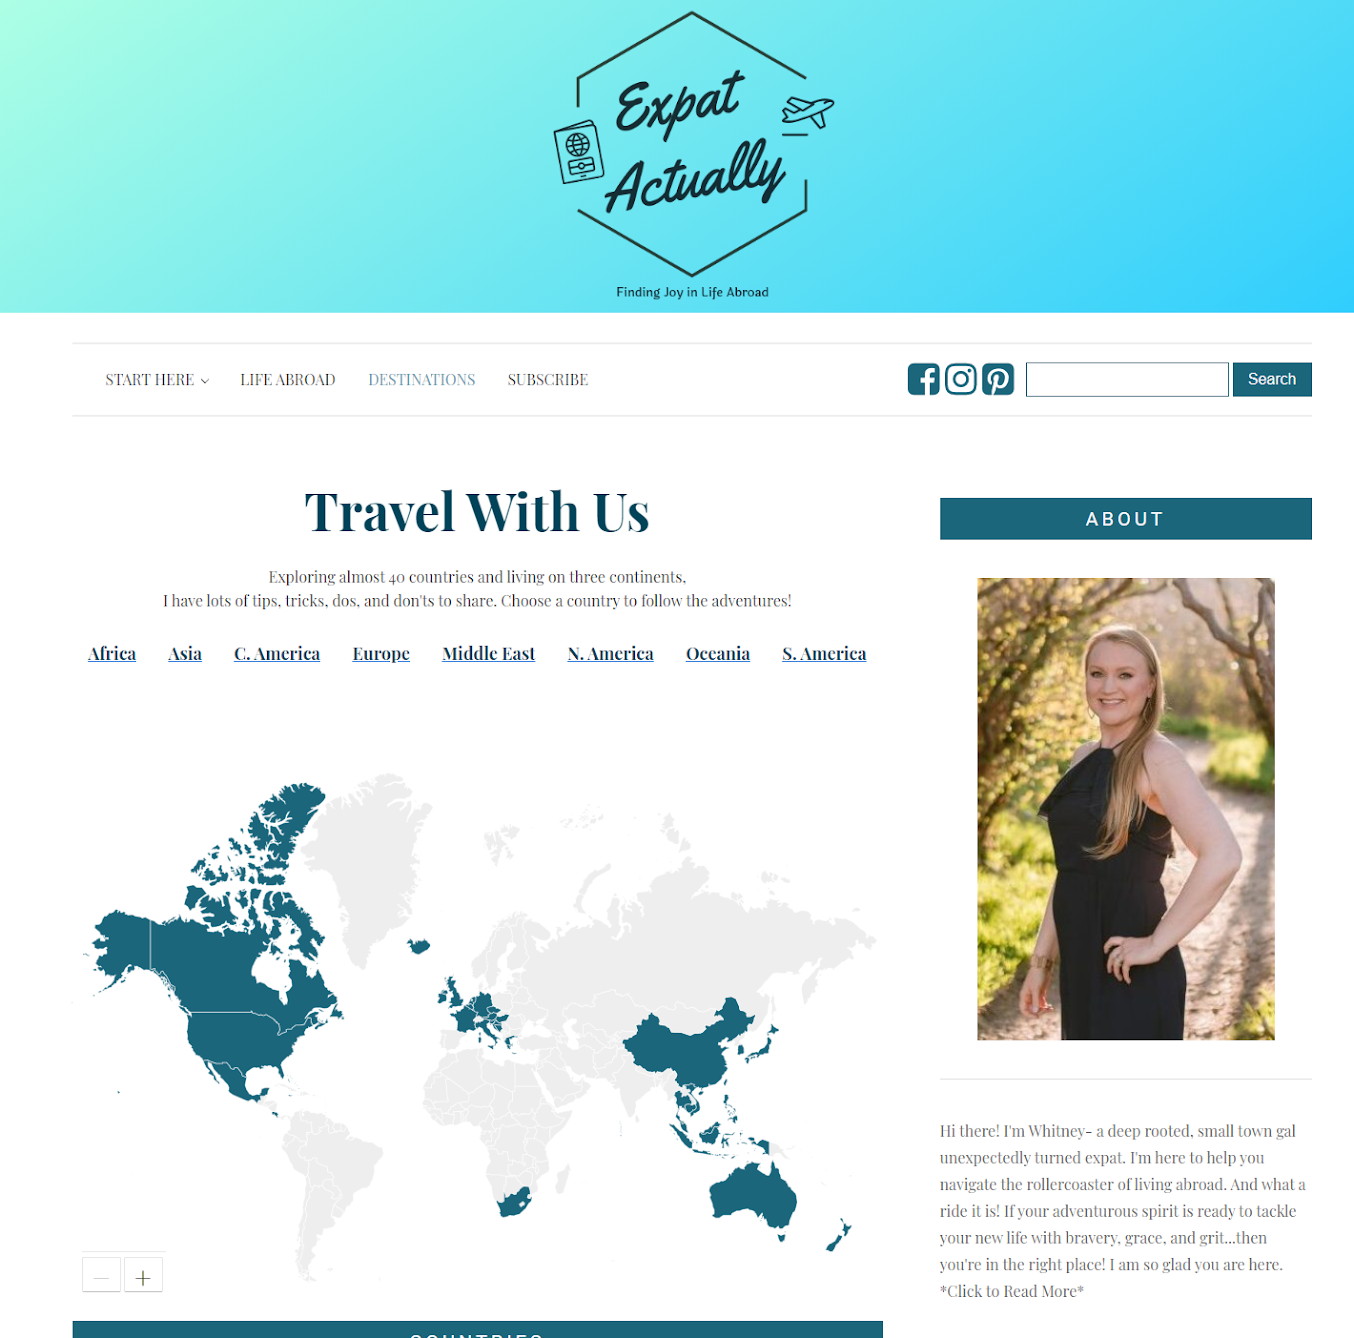 Expat
Actually
Finding Joy in Life Abroad
START HERE
LIFE ABROAD
DESTINATIONS
SUBSCRIBE
Search
Travel With Us
Exploring almost 40 countries and living on three continents,
I have lots of tips, tricks, dos, and don'ts to share. Choose a country to follow the adventures!
Africa
Asia
C. America
Europe
Middle East
N. America
Oceania
S. America
COUNTRIES
ABOUT
Hi there! I'm Whitney- a deep rooted, small town gal
unexpectedly turned expat. I'm here to help you
navigate the rollercoaster of living abroad. And what a
ride it is! If your adventurous spirit is ready to tackle
your new life with bravery, grace, and grit...then
you're in the right place! I am so glad you are here.
*Click to Read More*